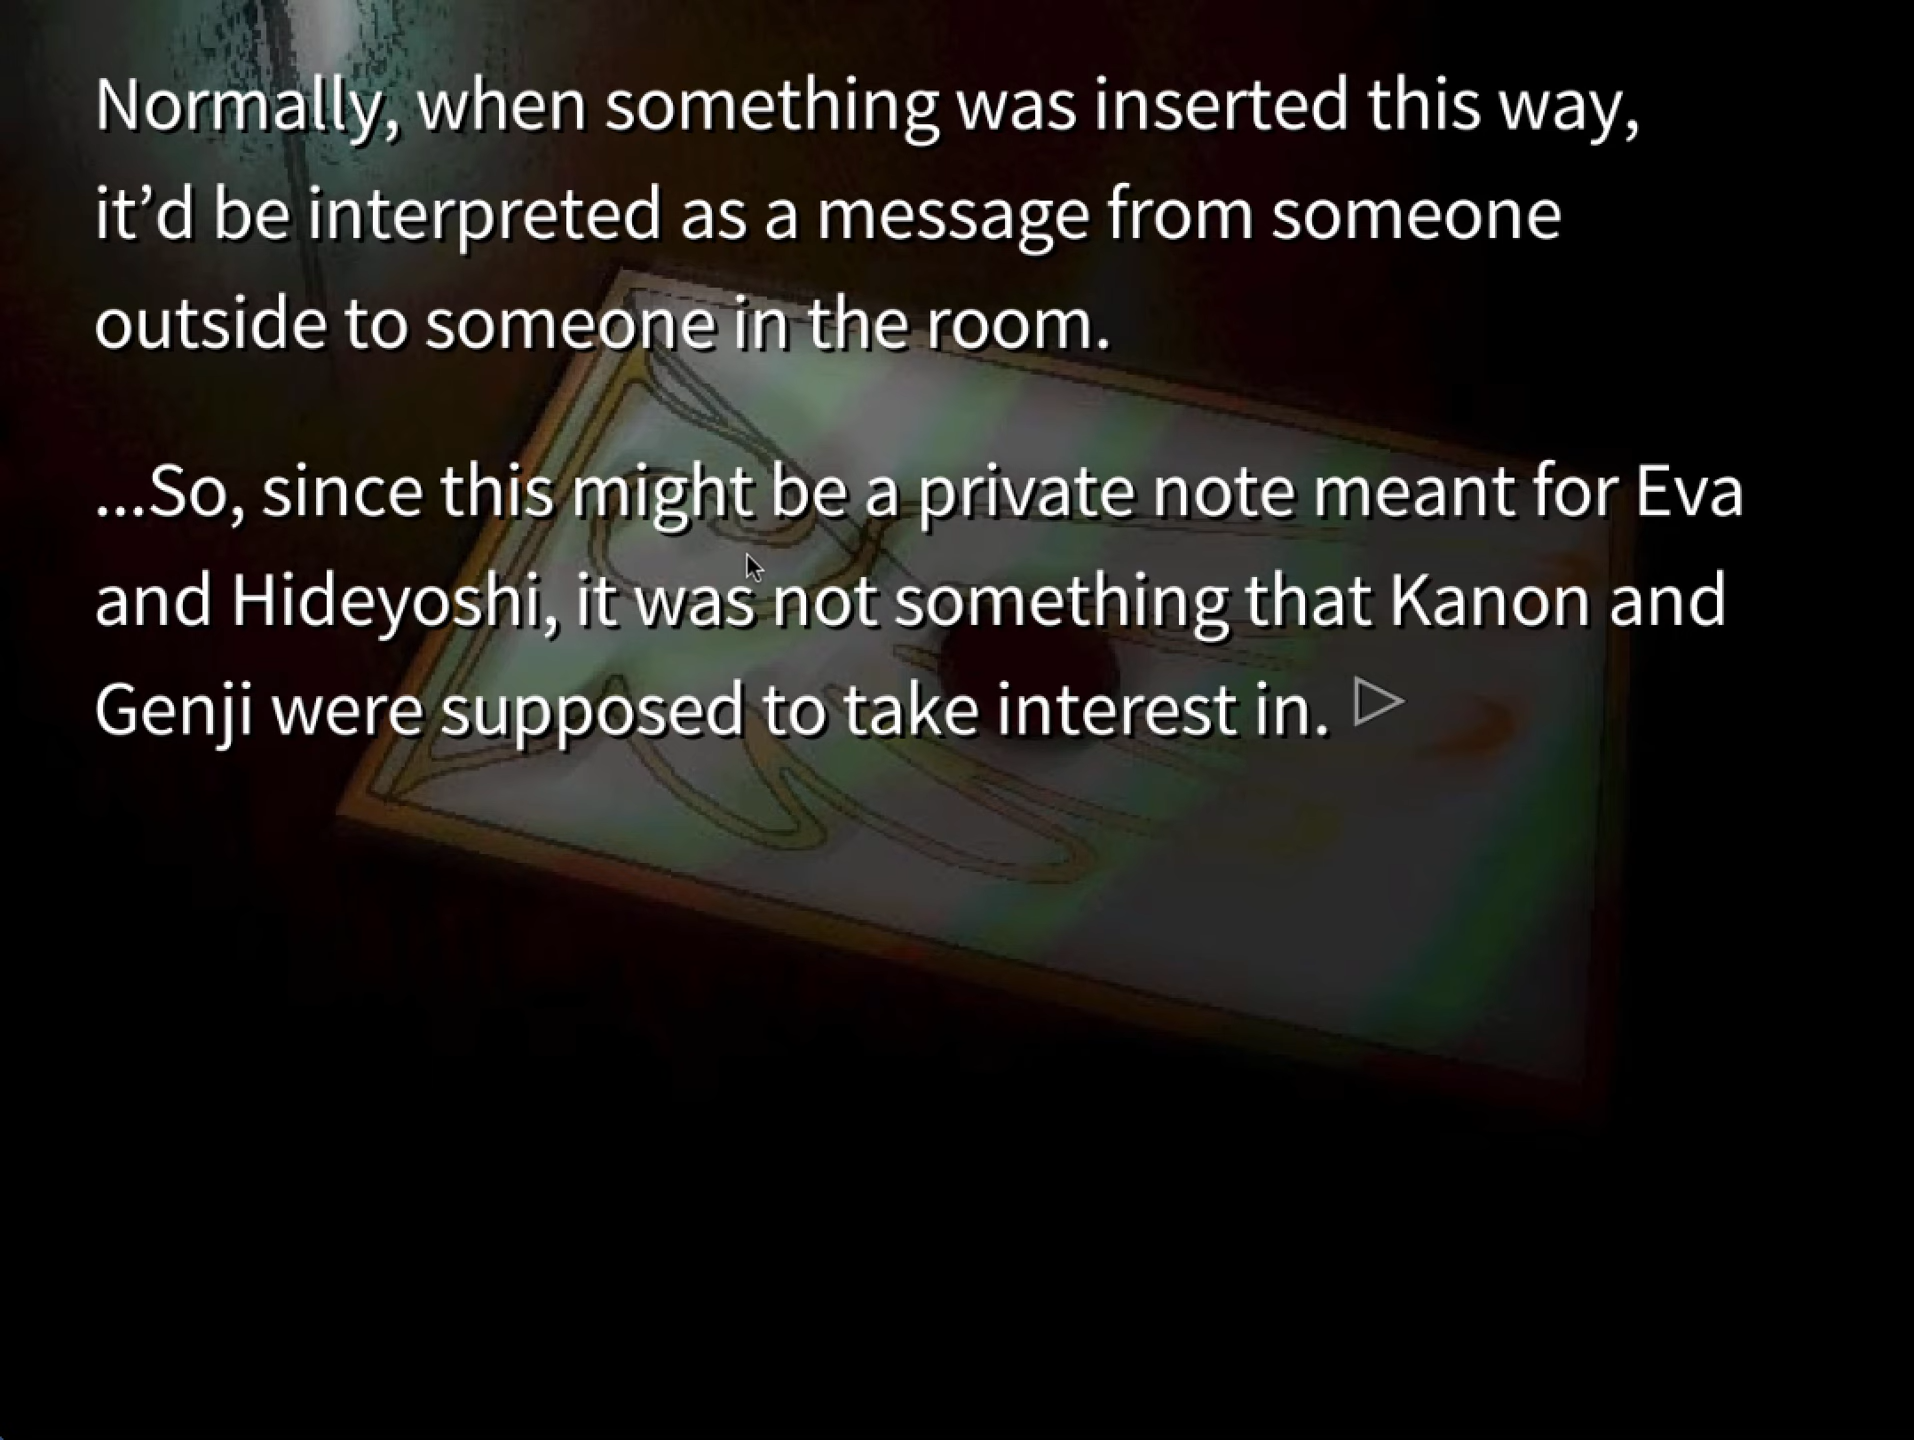 Normally, when something was inserted this way,
it’d be interpreted as a message from someone
outside to someone in the room.
...So, since this might be a private note meant for Eva
and Hideyoshi, it was not something that Kanon and
Genji were supposed to take interest in.